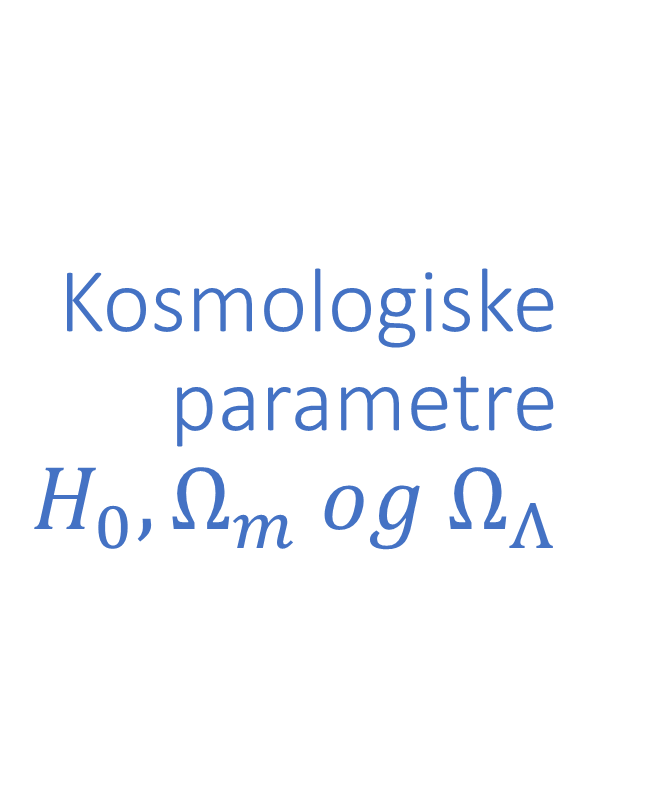 Kosmologiske
parametre
H₀, Ωₘ og Ω_Λ